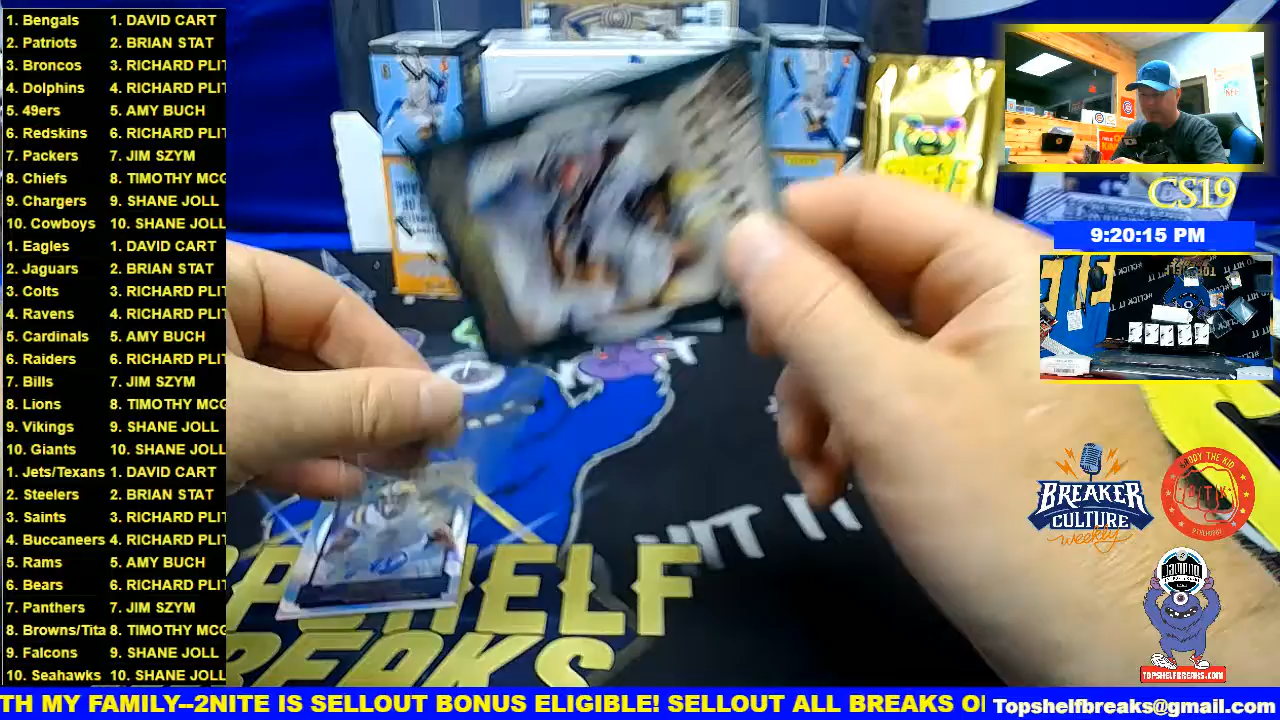 1. Bengals 1. DAVID CART
2. Patriots 2. BRIAN STAT
3. Broncos 3. RICHARD PLIT
4. Dolphins 4. RICHARD PLIT
5. 49ers 5. AMY BUCH
6. Redskins 6. RICHARD PLIT
7. Packers 7. JIM SZYM
8. Chiefs 8. TIMOTHY MCG
9. Chargers 9. SHANE JOLL
10. Cowboys 10. SHANE JOLL
1. Eagles 1. DAVID CART
2. Jaguars 2. BRIAN STAT
3. Colts 3. RICHARD PLIT
4. Ravens 4. RICHARD PLIT
5. Cardinals 5. AMY BUCH
6. Raiders 6. RICHARD PLIT
7. Bills 7. JIM SZYM
8. Lions 8. TIMOTHY MCG
9. Vikings 9. SHANE JOLL
10. Giants 10. SHANE JOLL
1. Jets/Texans 1. DAVID CART
2. Steelers 2. BRIAN STAT
3. Saints 3. RICHARD PLIT
4. Buccaneers 4. RICHARD PLIT
5. Rams 5. AMY BUCH
6. Bears 6. RICHARD PLIT
7. Panthers 7. JIM SZYM
8. Browns/Tita 8. TIMOTHY MCG
9. Falcons 9. SHANE JOLL
10. Seahawks 10. SHANE JOLL
CS19
9:20:15 PM
HIT IT
SHELF
BREAKS
BREAKER
CULTURE
weekly
TOPSHELFBREAKS.COM
TH MY FAMILY--2NITE IS SELLOUT BONUS ELIGIBLE! SELLOUT ALL BREAKS O
Topshelfbreaks@gmail.com